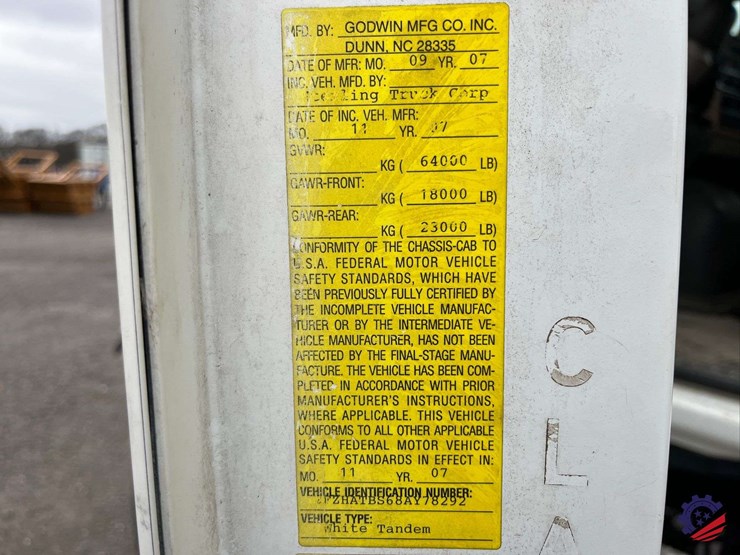 MFD. BY: GODWIN MFG CO. INC.
DUNN, NC 28335
DATE OF MFR: MO. 09 YR. 07
INC. VEH. MFD. BY:
Sterling Truck Corp
DATE OF INC. VEH. MFR:
MO. 11 YR. 07
GVWR:
KG ( 64000 LB)
GAWR-FRONT:
KG ( 18000 LB)
GAWR-REAR:
KG ( 23000 LB)
CONFORMITY OF THE CHASSIS-CAB TO
U.S.A. FEDERAL MOTOR VEHICLE
SAFETY STANDARDS, WHICH HAVE
BEEN PREVIOUSLY FULLY CERTIFIED BY
THE INCOMPLETE VEHICLE MANUFAC-
TURER OR BY THE INTERMEDIATE VE-
HICLE MANUFACTURER, HAS NOT BEEN
AFFECTED BY THE FINAL-STAGE MANU-
FACTURE. THE VEHICLE HAS BEEN COM-
PLETED IN ACCORDANCE WITH PRIOR
MANUFACTURER'S INSTRUCTIONS,
WHERE APPLICABLE. THIS VEHICLE
CONFORMS TO ALL OTHER APPLICABLE
U.S.A. FEDERAL MOTOR VEHICLE
SAFETY STANDARDS IN EFFECT IN:
MO. 11 YR. 07
VEHICLE IDENTIFICATION NUMBER:
2FZHATBS68AY78292
VEHICLE TYPE:
White Tandem
C
L
A